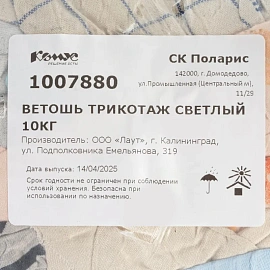 Комус
СК Поларис
142000, г. Домодедово,
ул.Промышленная (Центральный м),
11/29
1007880
ВЕТОШЬ ТРИКОТАЖ СВЕТЛЫЙ
10КГ
Производитель: ООО «Лаут», г. Калининград,
ул. Подполковника Емельянова, 319
Дата выпуска: 14/04/2025
Срок годности не ограничен при соблюдении
условий хранения. Безопасна при
использовании по назначению.